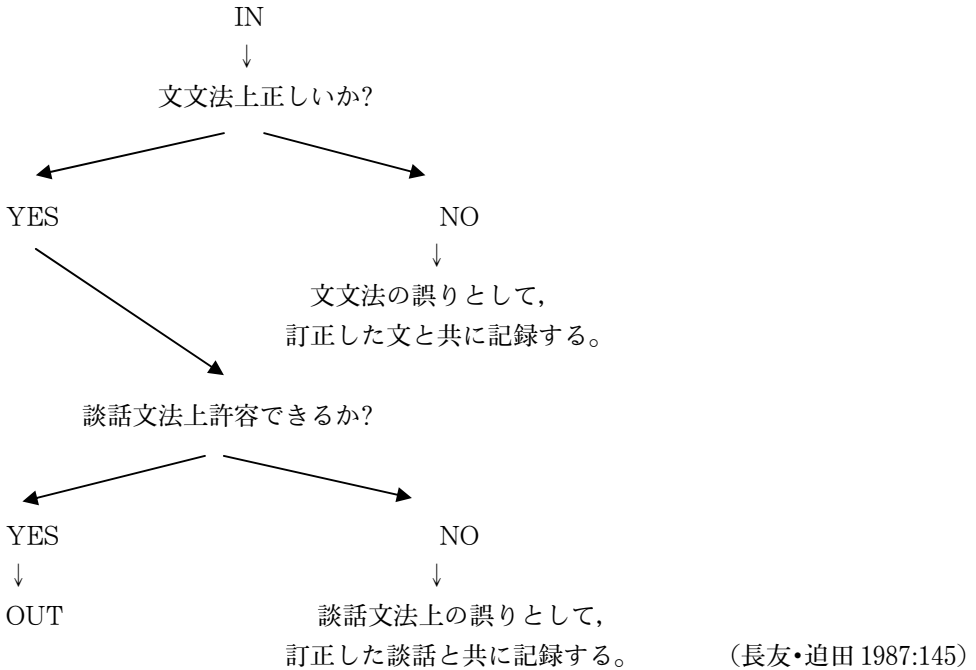 IN
↓
文文法上正しいか?
YES NO
↓
文文法の誤りとして，
訂正した文と共に記録する。
談話文法上許容できるか?
YES NO
↓ ↓
OUT 談話文法上の誤りとして，
訂正した談話と共に記録する。 （長友・迫田 1987:145）